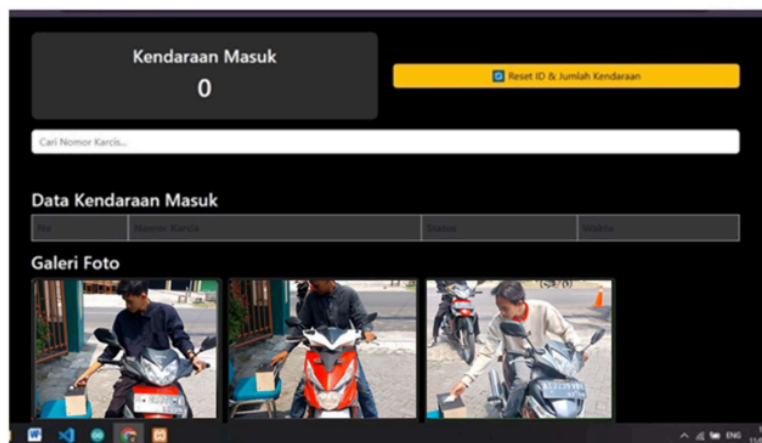 Kendaraan Masuk
0
Reset ID & Jumlah Kendaraan
Cari Nomor Karcis...
Data Kendaraan Masuk
No Nomor Karcis Status Waktu
Galeri Foto
ENG